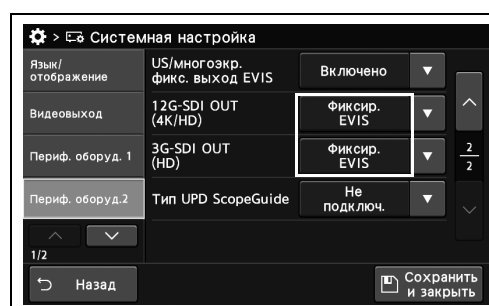 > Системная настройка
Язык/
отображение
US/многоэкр.
фикс. выход EVIS
Включено
Видеовыход
12G-SDI OUT
(4K/HD)
Фиксир.
EVIS
Периф. оборуд. 1
3G-SDI OUT
(HD)
Фиксир.
EVIS
2
2
Периф. оборуд.2
Тип UPD ScopeGuide
Не
подключ.
1/2
Назад
Сохранить
и закрыть